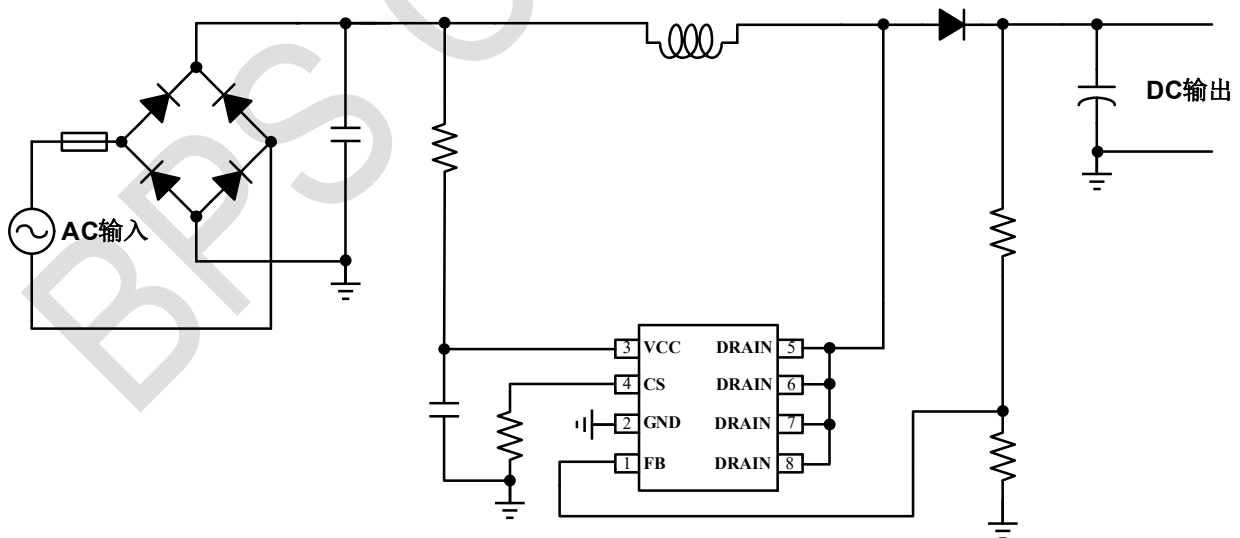 BPS C
DC输出
AC输入
3 VCC DRAIN 5
4 CS DRAIN 6
2 GND DRAIN 7
1 FB DRAIN 8